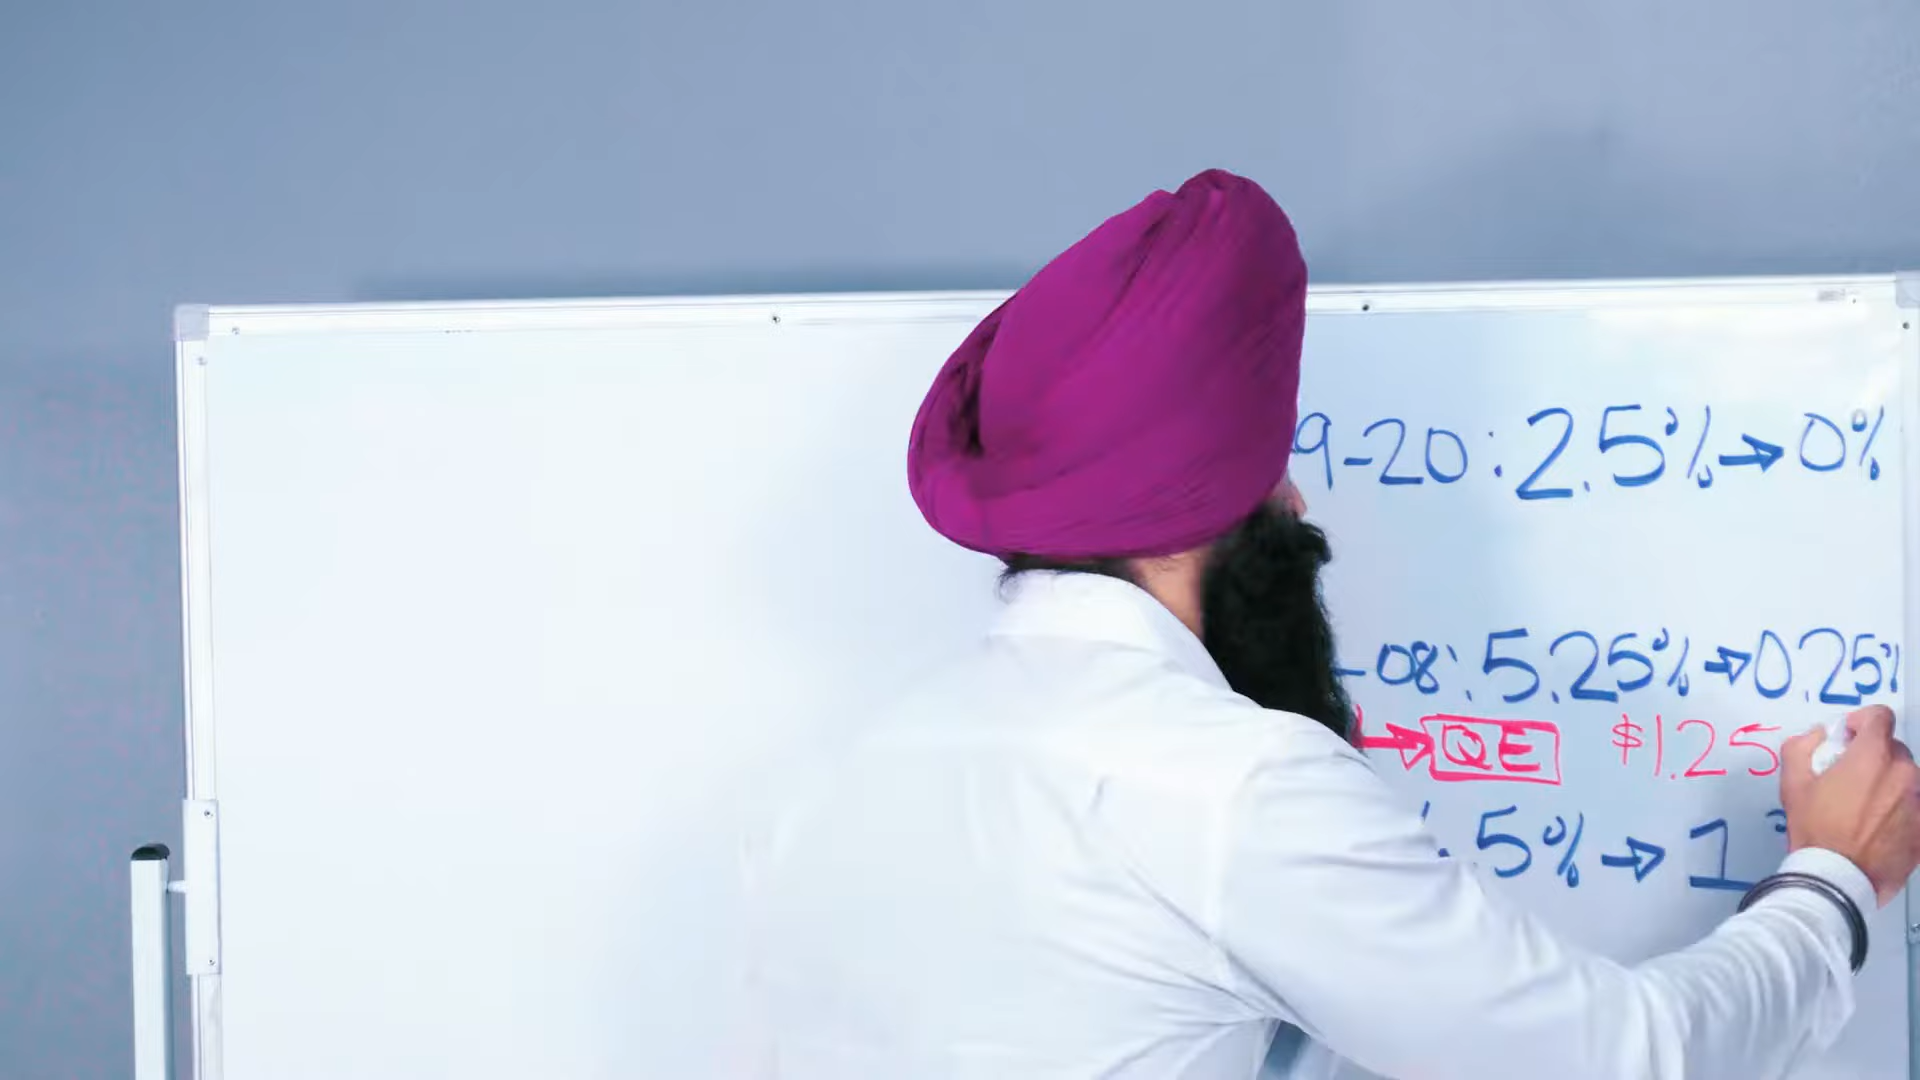 9-20: 2.5% → 0%
-08: 5.25% → 0.25%
→ QE $1.25
.5% → 1